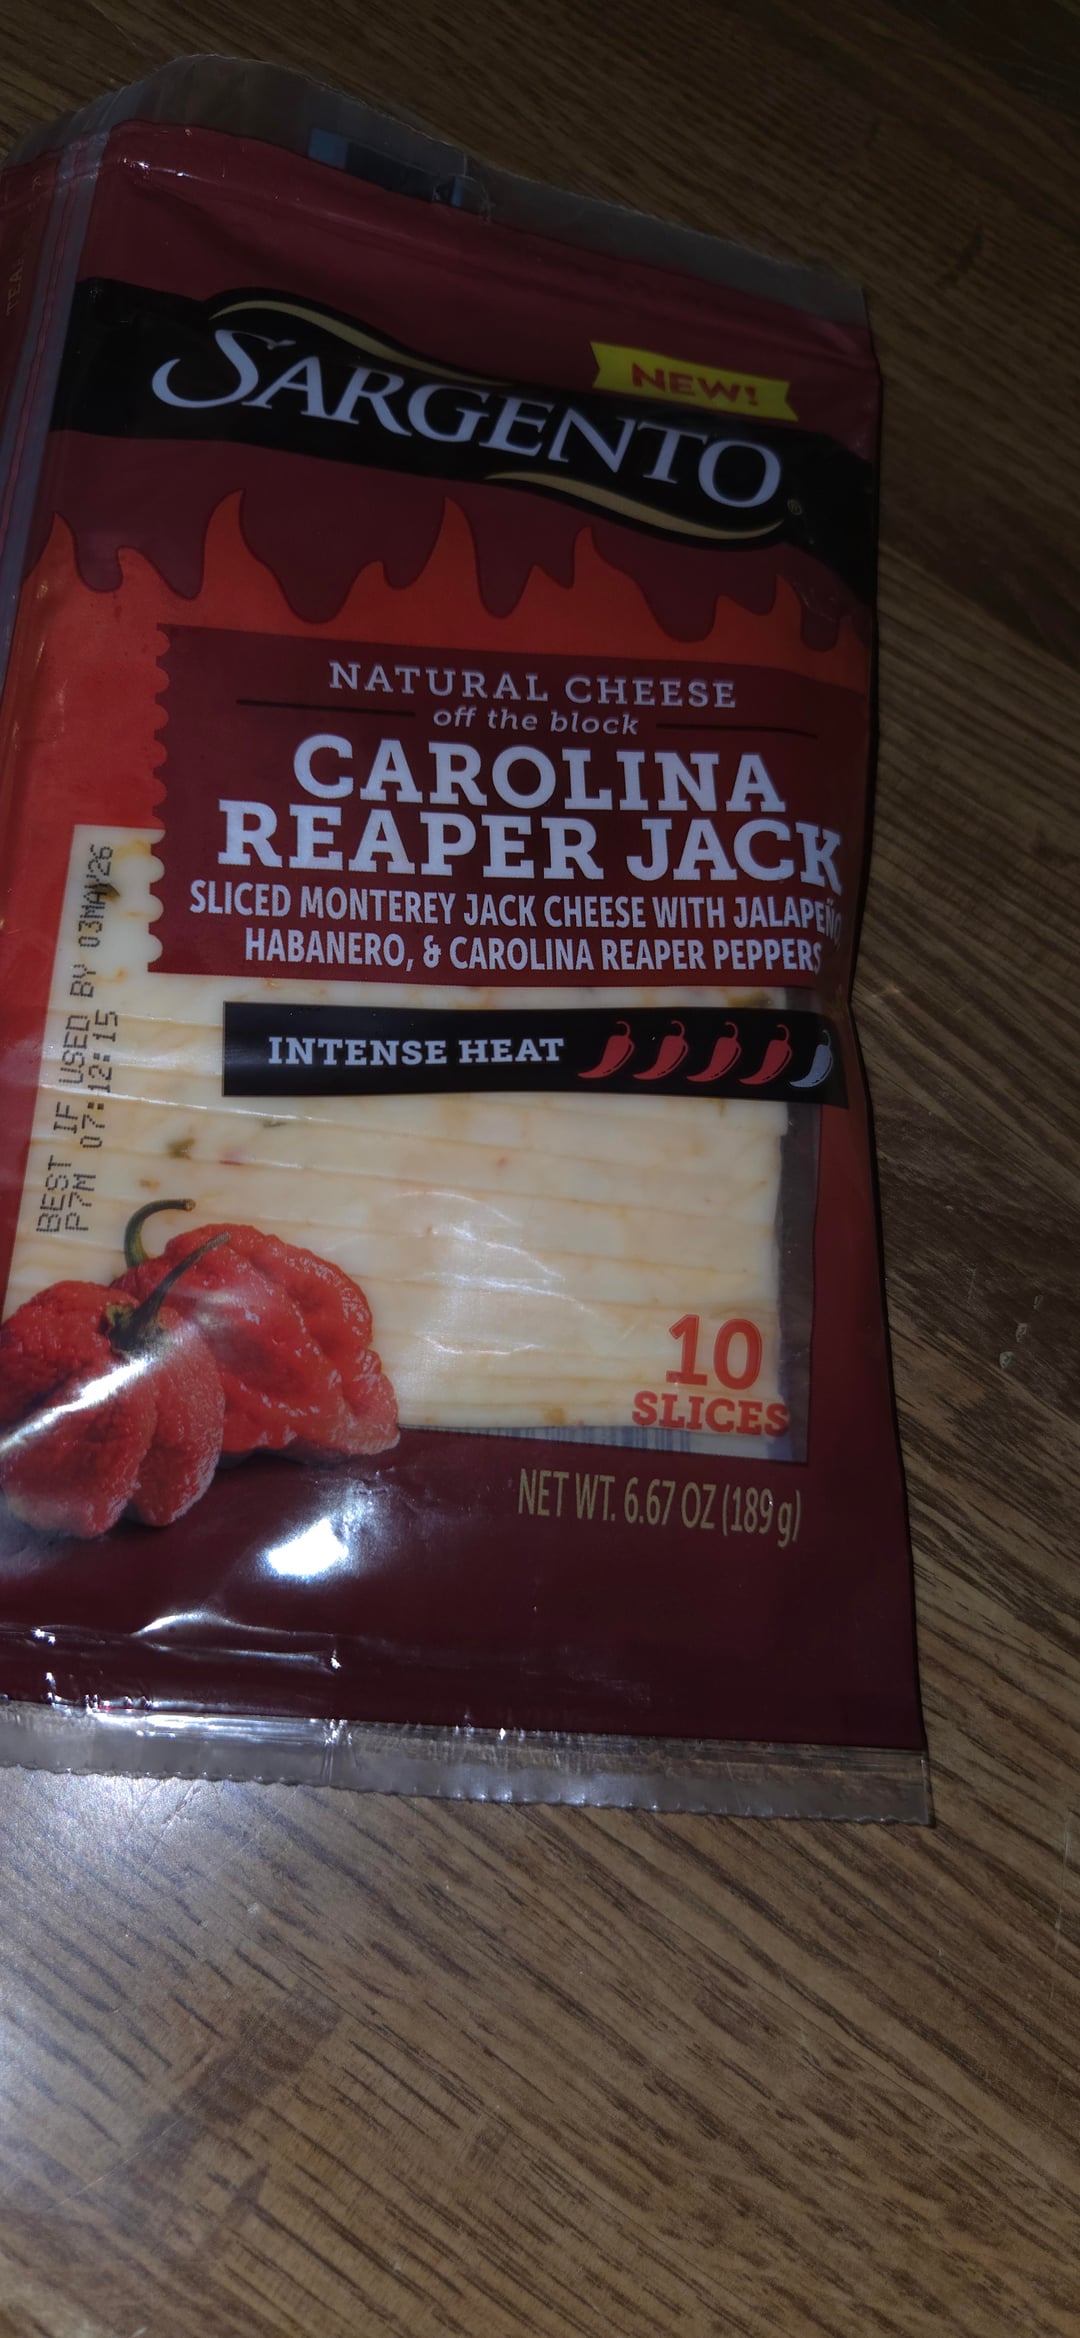 SARGENTO®
NEW!
NATURAL CHEESE
off the block
CAROLINA
REAPER JACK
SLICED MONTEREY JACK CHEESE WITH JALAPEÑO,
HABANERO, & CAROLINA REAPER PEPPERS
INTENSE HEAT
BEST IF USED BY 03MAY26
P7M 07:12:15
10
SLICES
NET WT. 6.67 OZ (189 g)